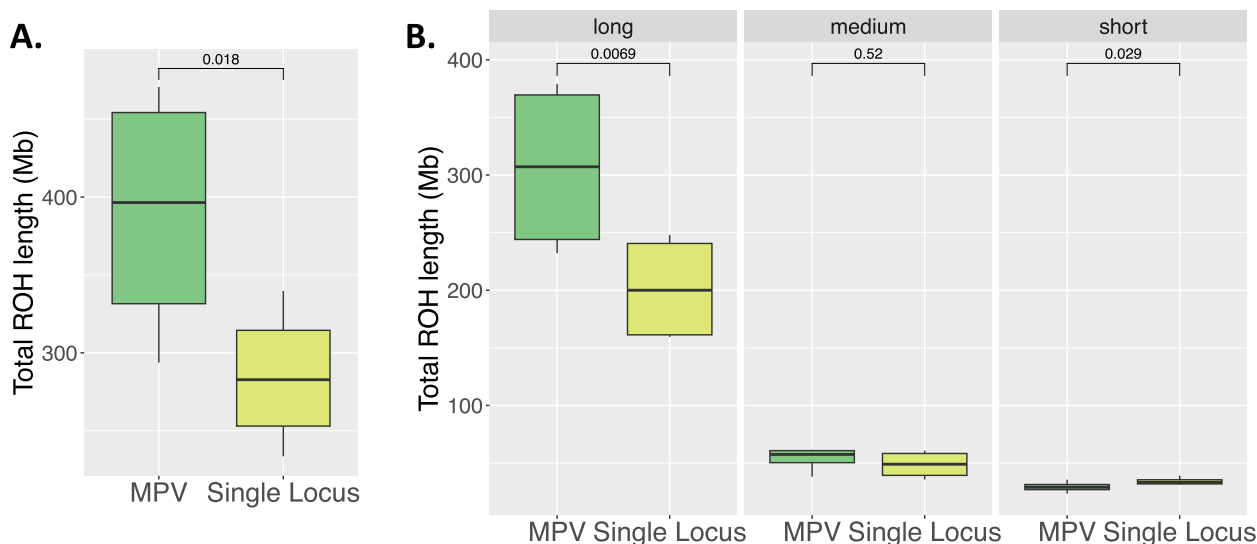 A.
0.018
Total ROH length (Mb)
400
300
MPV Single Locus
B.
long medium short
0.0069 0.52 0.029
Total ROH length (Mb)
400
300
200
100
MPV Single Locus MPV Single Locus MPV Single Locus